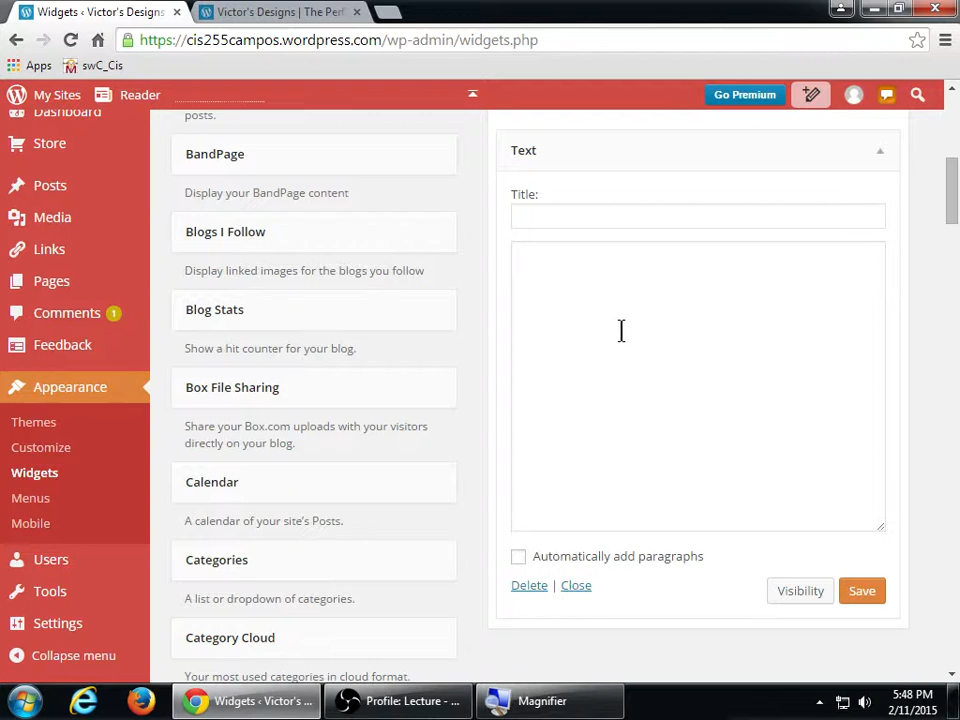 Widgets ‹ Victor's Designs
Victor's Designs | The Perf
https://cis255campos.wordpress.com/wp-admin/widgets.php
Apps
swC_Cis
My Sites
Reader
Go Premium
Dashboard
Store
Posts
Media
Links
Pages
Comments 1
Feedback
Appearance
Themes
Customize
Widgets
Menus
Mobile
Users
Tools
Settings
Collapse menu
posts.
BandPage
Display your BandPage content
Blogs I Follow
Display linked images for the blogs you follow
Blog Stats
Show a hit counter for your blog.
Box File Sharing
Share your Box.com uploads with your visitors
directly on your blog.
Calendar
A calendar of your site's Posts.
Categories
A list or dropdown of categories.
Category Cloud
Your most used categories in cloud format.
Text
Title:
Automatically add paragraphs
Delete | Close
Visibility
Save
Widgets ‹ Victor's ...
Profile: Lecture - ...
Magnifier
5:48 PM
2/11/2015